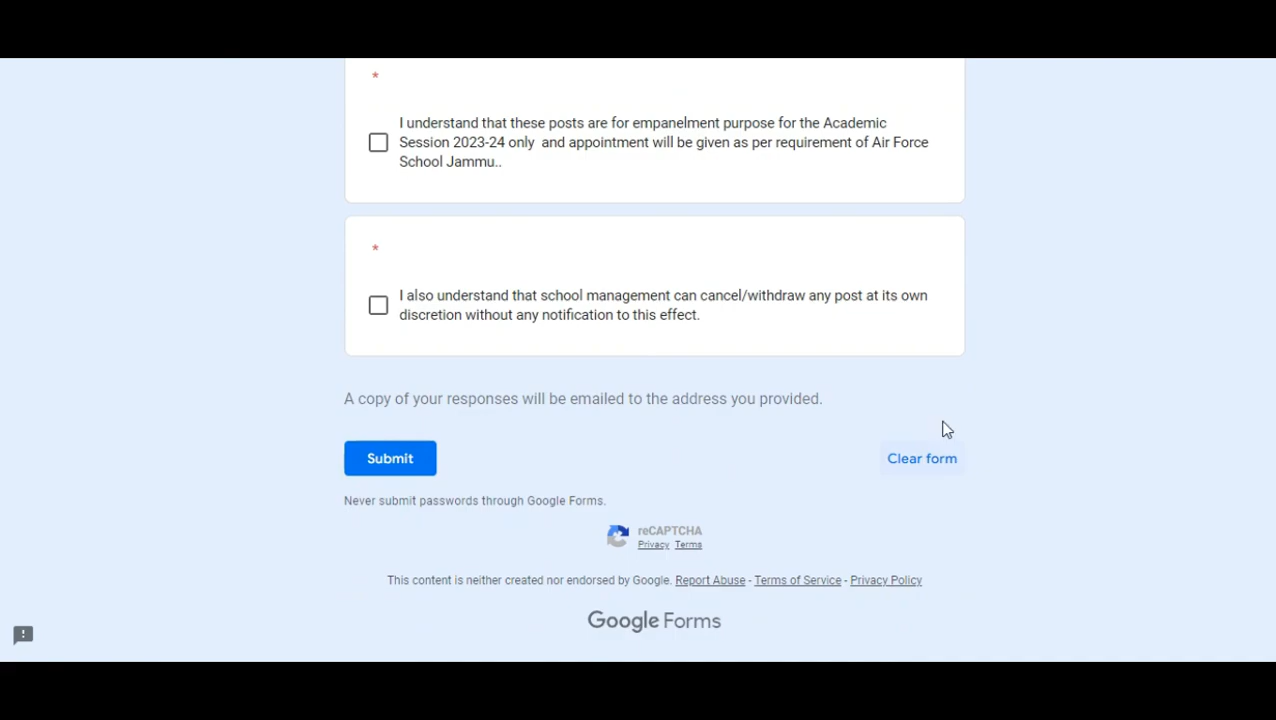 *
I understand that these posts are for empanelment purpose for the Academic
Session 2023-24 only  and appointment will be given as per requirement of Air Force
School Jammu..
*
I also understand that school management can cancel/withdraw any post at its own
discretion without any notification to this effect.
A copy of your responses will be emailed to the address you provided.
Submit
Clear form
Never submit passwords through Google Forms.
reCAPTCHA
Privacy Terms
This content is neither created nor endorsed by Google. Report Abuse - Terms of Service - Privacy Policy
Google Forms